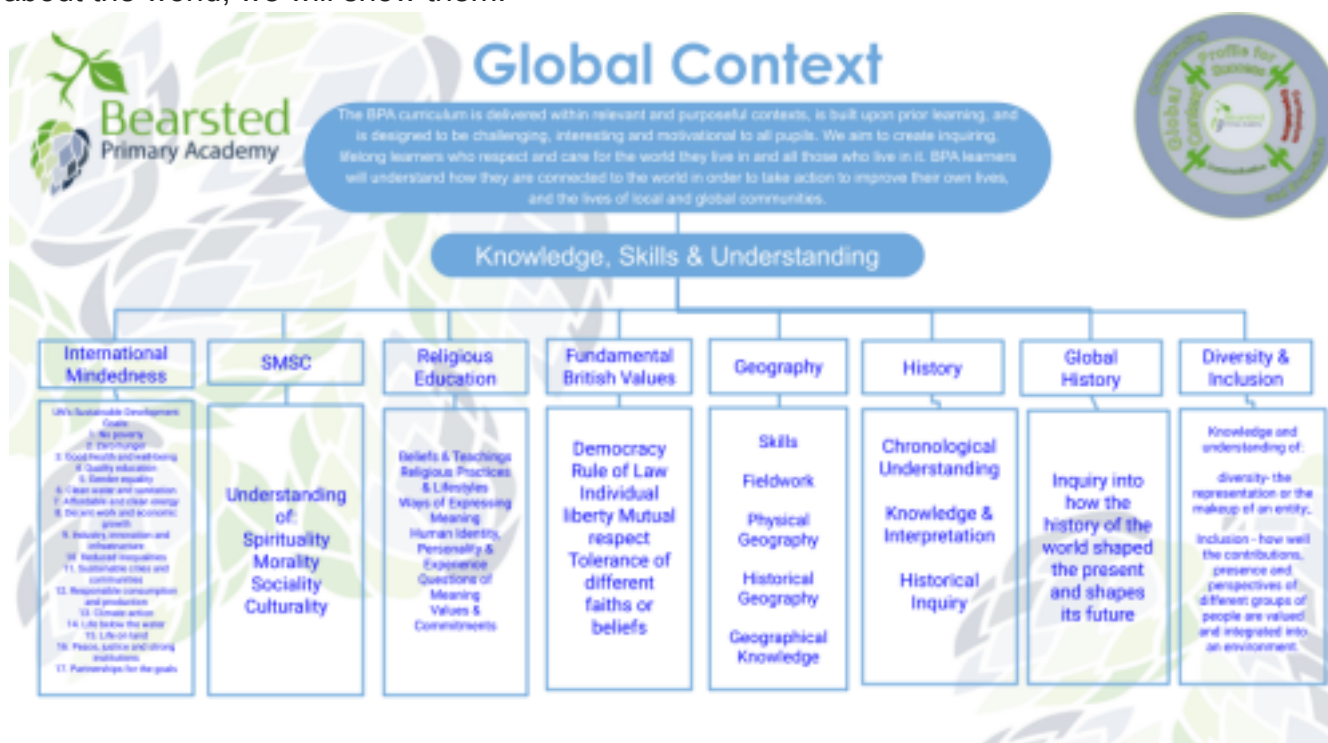 about the world, we will show them.
Bearsted
Primary Academy
Global Context
The BPA curriculum is delivered within relevant and purposeful contexts, is built upon prior learning, and
is designed to be challenging, interesting and motivational to all pupils. We aim to create inquiring,
lifelong learners who respect and care for the world they live in and all those who live in it. BPA learners
will understand how they are connected to the world in order to take action to improve their own lives,
and the lives of local and global communities.
Profile for
Success
Global
Context
Communication
Knowledge, Skills & Understanding
International
Mindedness
UN's Sustainable Development
Goals:
1. No poverty
2. Zero hunger
3. Good health and well-being
4. Quality education
5. Gender equality
6. Clean water and sanitation
7. Affordable and clean energy
8. Decent work and economic
growth
9. Industry, innovation and
infrastructure
10. Reduced inequalities
11. Sustainable cities and
communities
12. Responsible consumption
and production
13. Climate action
14. Life below the water
15. Life on land
16. Peace, justice and strong
institutions
17. Partnerships for the goals
SMSC
Understanding
of:
Spirituality
Morality
Sociality
Culturality
Religious
Education
Beliefs & Teachings
Religious Practices
& Lifestyles
Ways of Expressing
Meaning
Human Identity,
Personality &
Experience
Questions of
Meaning
Values &
Commitments
Fundamental
British Values
Democracy
Rule of Law
Individual
liberty Mutual
respect
Tolerance of
different
faiths or
beliefs
Geography
Skills
Fieldwork
Physical
Geography
Historical
Geography
Geographical
Knowledge
History
Chronological
Understanding
Knowledge &
Interpretation
Historical
Inquiry
Global
History
Inquiry into
how the
history of the
world shaped
the present
and shapes
its future
Diversity &
Inclusion
Knowledge and
understanding of:
diversity- the
representation or the
makeup of an entity;.
Inclusion - how well
the contributions,
presence and
perspectives of
different groups of
people are valued
and integrated into
an environment.